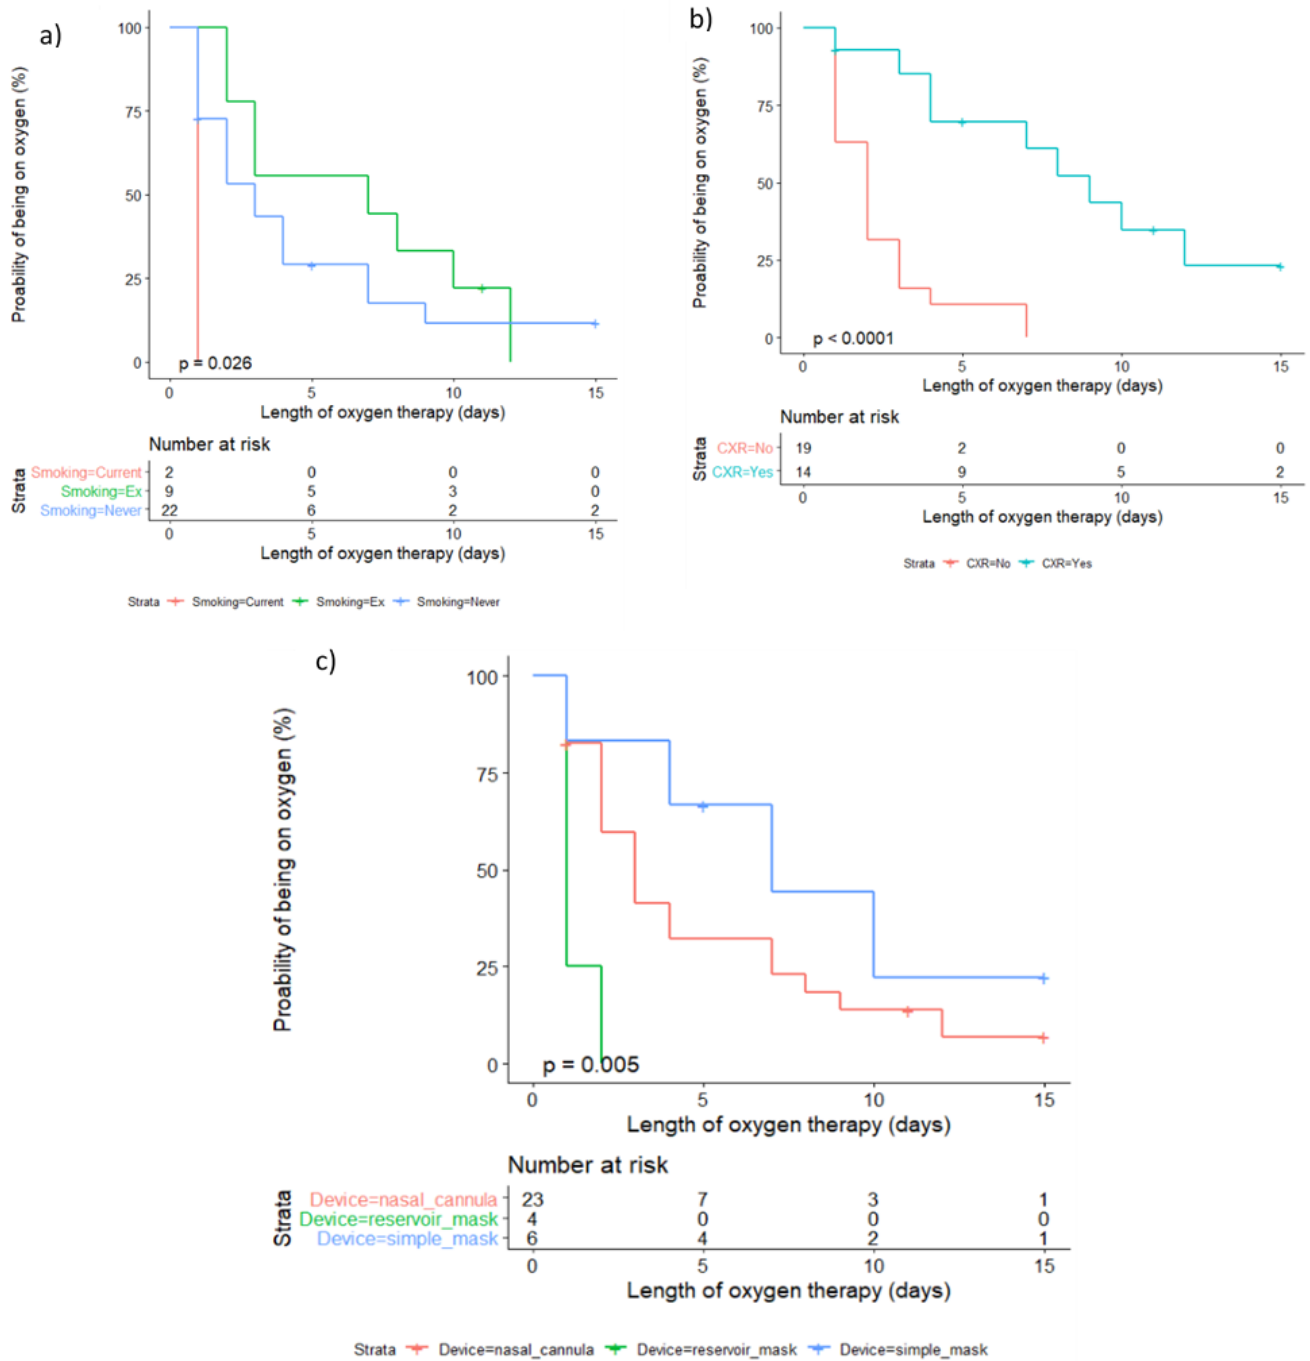 a)
Proability of being on oxygen (%)
100
75
50
25
0
p = 0.026
0 5 10 15
Length of oxygen therapy (days)
Number at risk
Strata
Smoking=Current 2 0 0 0
Smoking=Ex 9 5 3 0
Smoking=Never 22 6 2 2
0 5 10 15
Length of oxygen therapy (days)
Strata Smoking=Current Smoking=Ex Smoking=Never
b)
Proability of being on oxygen (%)
100
75
50
25
0
p < 0.0001
0 5 10 15
Length of oxygen therapy (days)
Number at risk
Strata
CXR=No 19 2 0 0
CXR=Yes 14 9 5 2
0 5 10 15
Length of oxygen therapy (days)
Strata CXR=No CXR=Yes
c)
Proability of being on oxygen (%)
100
75
50
25
0
p = 0.005
0 5 10 15
Length of oxygen therapy (days)
Number at risk
Strata
Device=nasal_cannula 23 7 3 1
Device=reservoir_mask 4 0 0 0
Device=simple_mask 6 4 2 1
0 5 10 15
Length of oxygen therapy (days)
Strata Device=nasal_cannula Device=reservoir_mask Device=simple_mask